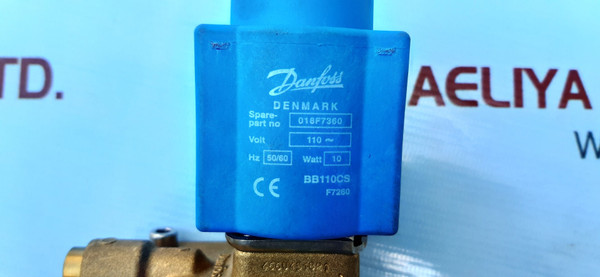 TD.
AELIYA
W
Danfoss
DENMARK
Spare-
part no 018F7360
Volt 110 ~
Hz 50/60 Watt 10
CE BB110CS
F7260